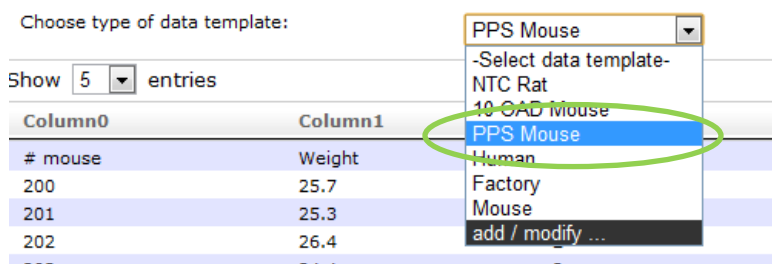 Choose type of data template:
PPS Mouse
-Select data template-
NTC Rat
10 OAD Mouse
PPS Mouse
Human
Factory
Mouse
add / modify ...
Show 5 entries
Column0 Column1
# mouse Weight
200 25.7
201 25.3
202 26.4